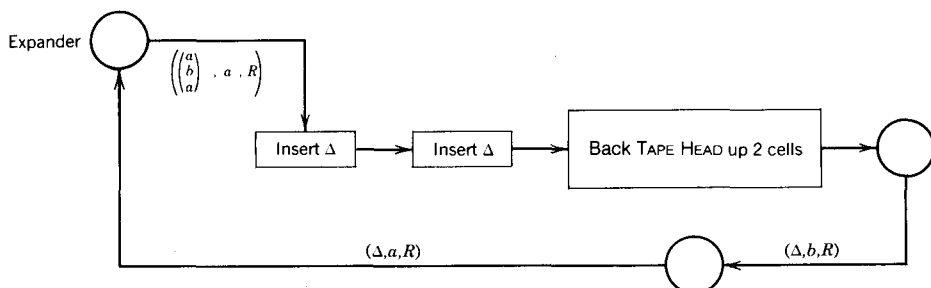 Expander
((a b a) , a , R)
Insert Δ
Insert Δ
Back TAPE HEAD up 2 cells
(Δ,a,R)
(Δ,b,R)